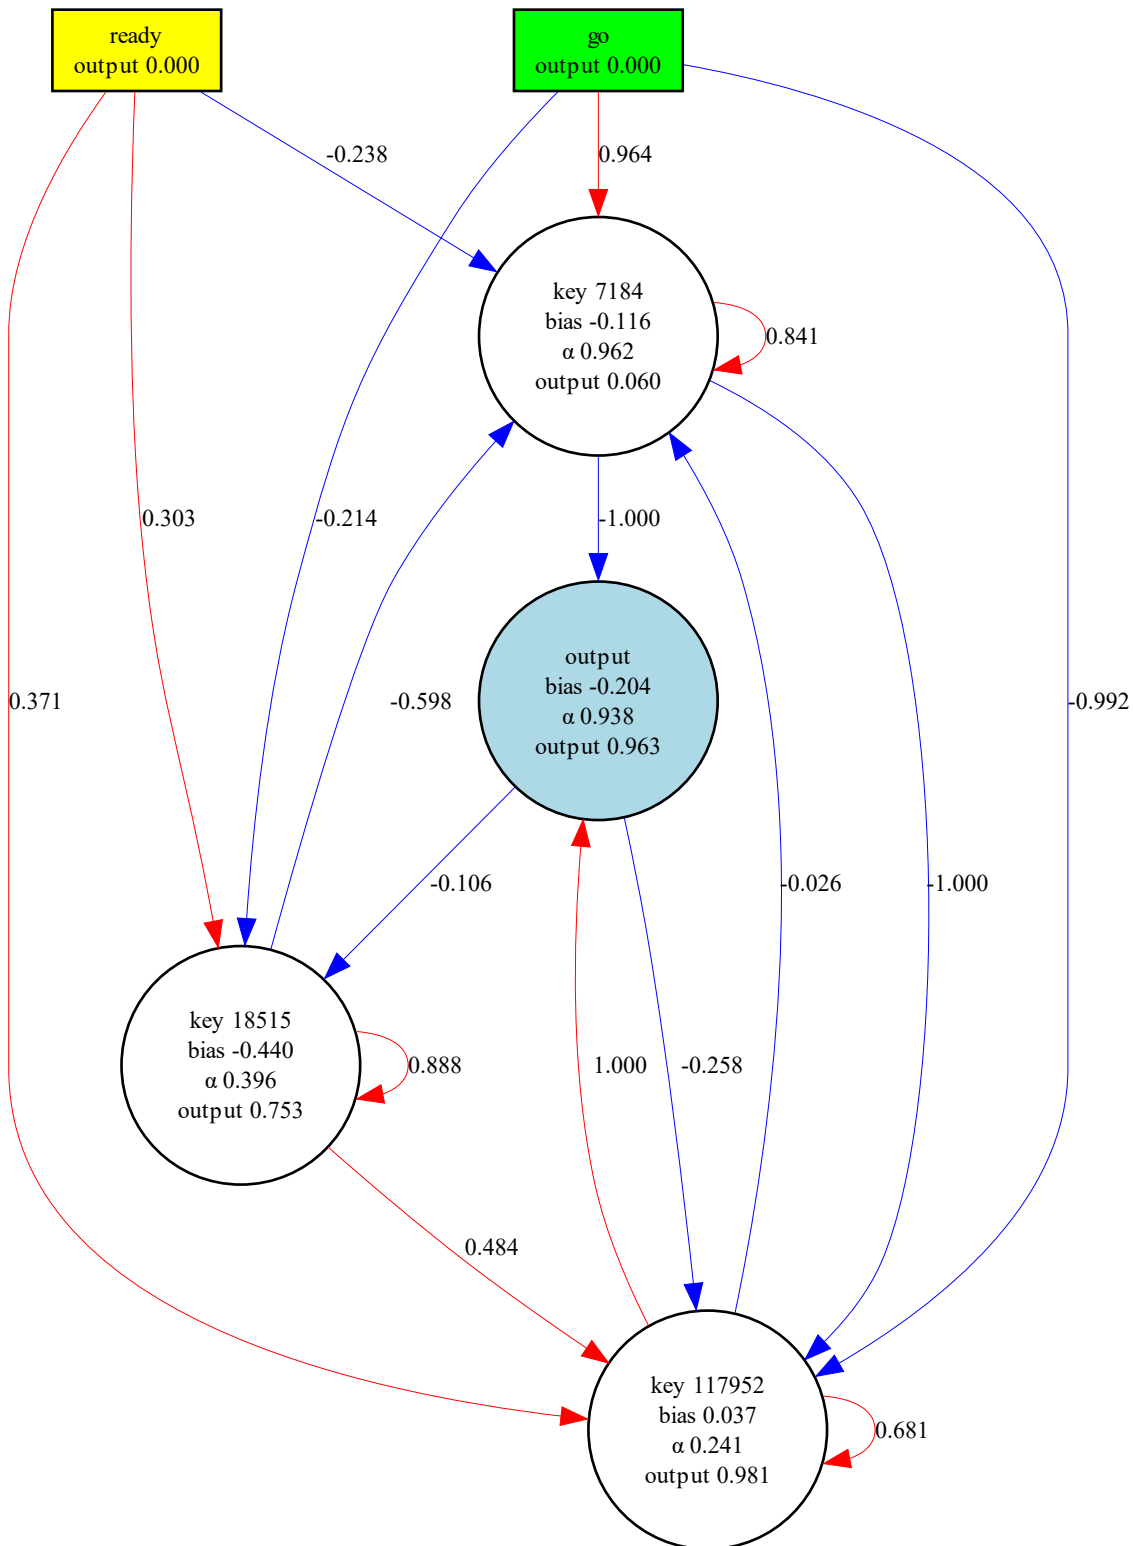 ready
output 0.000
go
output 0.000
-0.238
0.964
key 7184
bias -0.116
α 0.962
output 0.060
0.841
0.303
-0.214
-1.000
output
bias -0.204
α 0.938
output 0.963
0.371
-0.598
-0.992
-0.106
-0.026
-1.000
key 18515
bias -0.440
α 0.396
output 0.753
0.888
1.000
-0.258
0.484
key 117952
bias 0.037
α 0.241
output 0.981
0.681